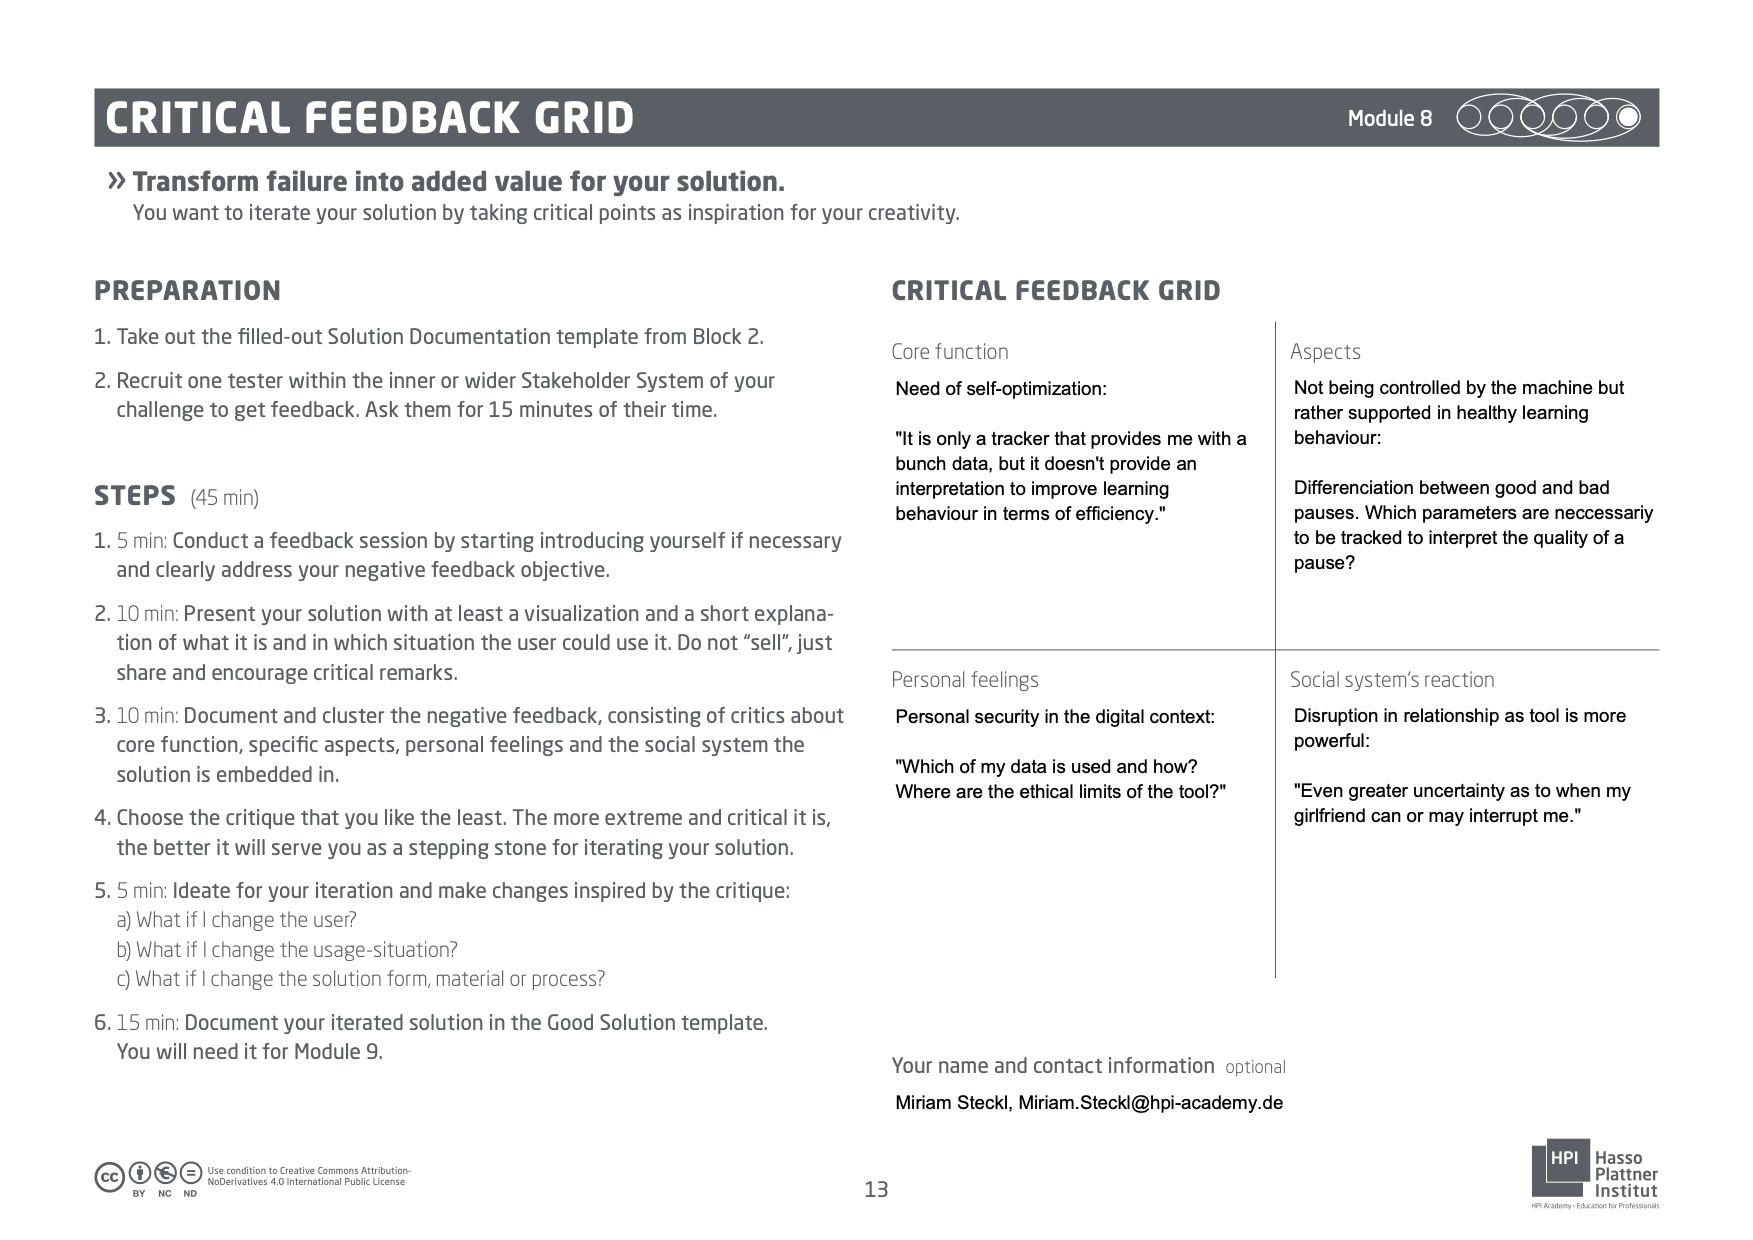 CRITICAL FEEDBACK GRID
Module 8
» Transform failure into added value for your solution.
You want to iterate your solution by taking critical points as inspiration for your creativity.
PREPARATION
1. Take out the filled-out Solution Documentation template from Block 2.
2. Recruit one tester within the inner or wider Stakeholder System of your
challenge to get feedback. Ask them for 15 minutes of their time.
STEPS (45 min)
1. 5 min: Conduct a feedback session by starting introducing yourself if necessary
and clearly address your negative feedback objective.
2. 10 min: Present your solution with at least a visualization and a short explana-
tion of what it is and in which situation the user could use it. Do not “sell”, just
share and encourage critical remarks.
3. 10 min: Document and cluster the negative feedback, consisting of critics about
core function, specific aspects, personal feelings and the social system the
solution is embedded in.
4. Choose the critique that you like the least. The more extreme and critical it is,
the better it will serve you as a stepping stone for iterating your solution.
5. 5 min: Ideate for your iteration and make changes inspired by the critique:
a) What if I change the user?
b) What if I change the usage-situation?
c) What if I change the solution form, material or process?
6. 15 min: Document your iterated solution in the Good Solution template.
You will need it for Module 9.
CRITICAL FEEDBACK GRID
Core function
Need of self-optimization:
"It is only a tracker that provides me with a
bunch data, but it doesn't provide an
interpretation to improve learning
behaviour in terms of efficiency."
Aspects
Not being controlled by the machine but
rather supported in healthy learning
behaviour:
Differenciation between good and bad
pauses. Which parameters are neccessariy
to be tracked to interpret the quality of a
pause?
Personal feelings
Personal security in the digital context:
"Which of my data is used and how?
Where are the ethical limits of the tool?"
Social system’s reaction
Disruption in relationship as tool is more
powerful:
"Even greater uncertainty as to when my
girlfriend can or may interrupt me."
Your name and contact information optional
Miriam Steckl, Miriam.Steckl@hpi-academy.de
cc
BY NC ND
Use condition to Creative Commons Attribution-
NoDerivatives 4.0 International Public License
13
HPI
Hasso
Plattner
Institut
HPI Academy - Education for Professionals